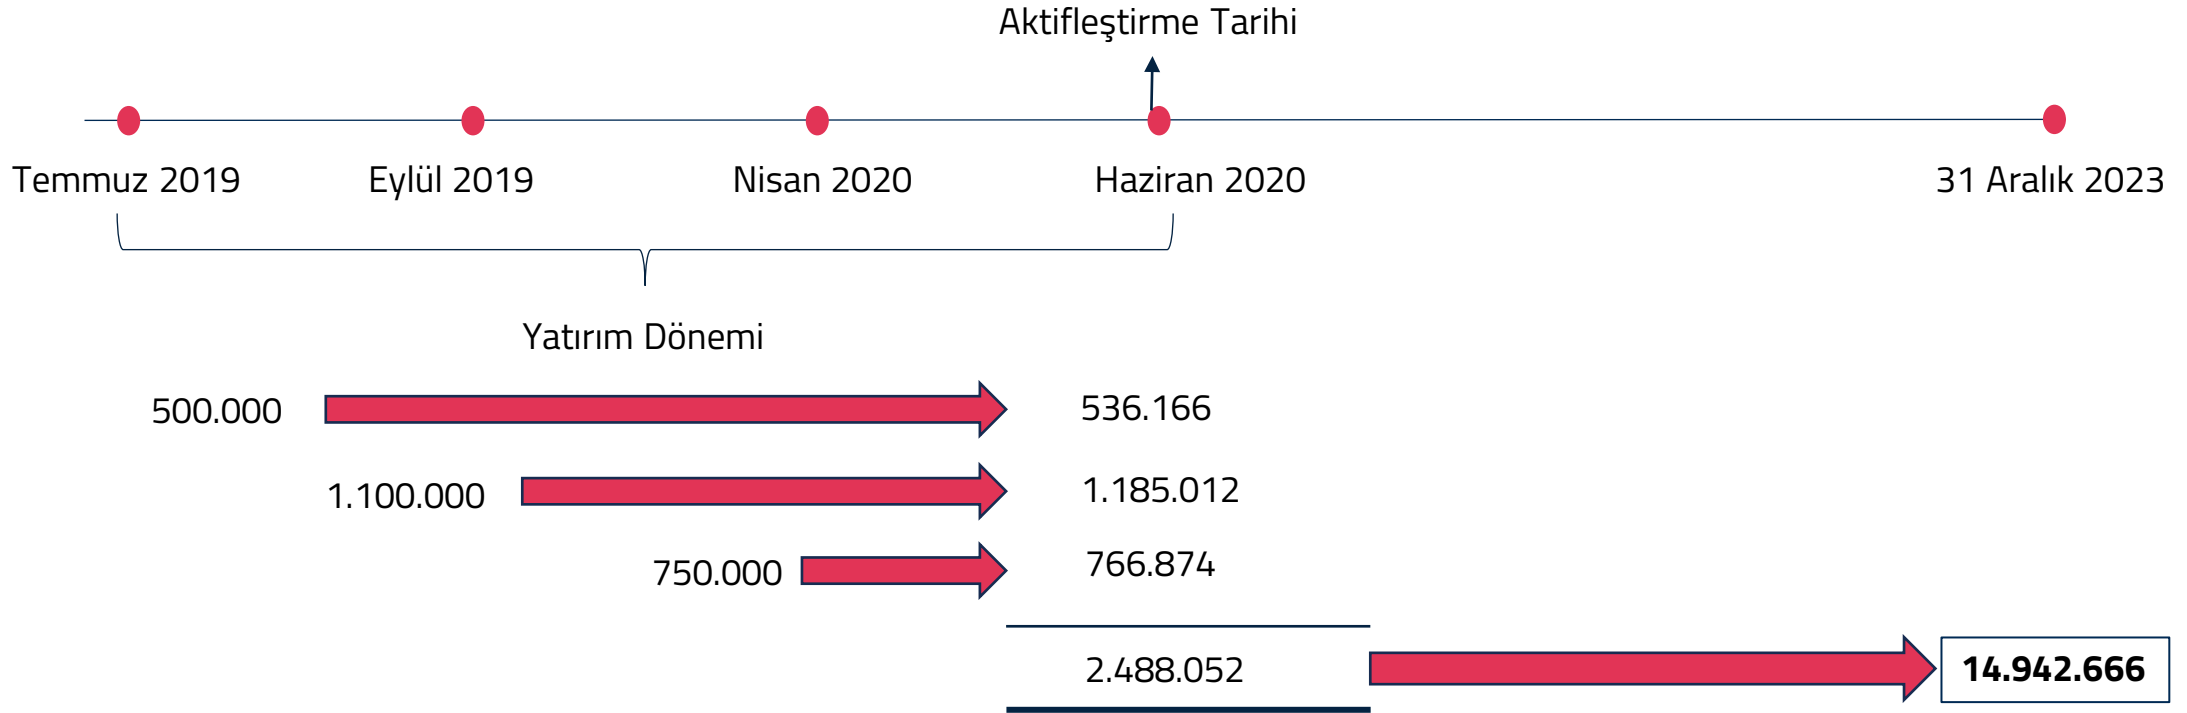 Aktifleştirme Tarihi
Temmuz 2019 Eylül 2019 Nisan 2020 Haziran 2020 31 Aralık 2023
Yatırım Dönemi
500.000 536.166
1.100.000 1.185.012
750.000 766.874
2.488.052 14.942.666